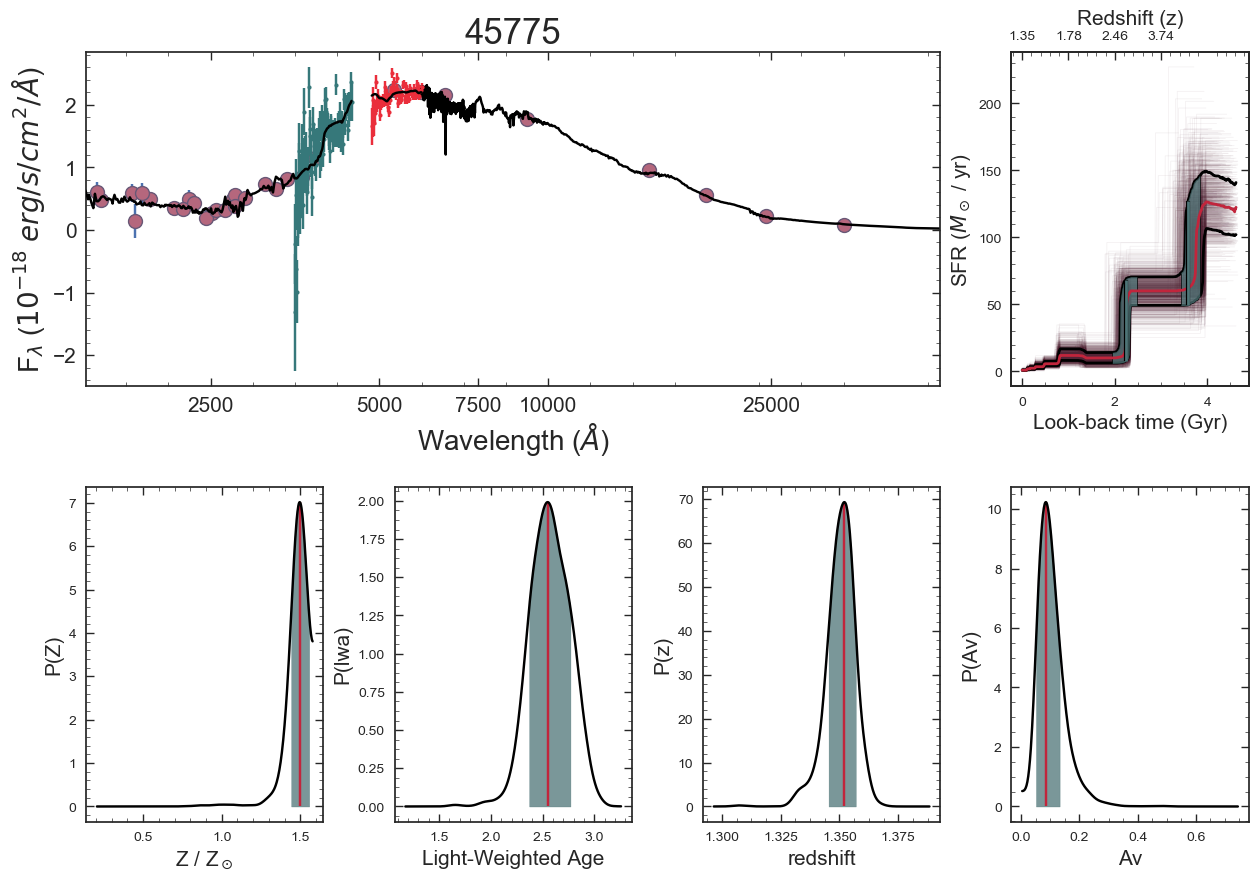 45775
F_λ (10^{-18} erg/s/cm^2/Å)
2
1
0
−1
−2
2500 5000 7500 10000 25000
Wavelength (Å)
Redshift (z)
1.35 1.78 2.46 3.74
SFR (M_⊙ / yr)
200
150
100
50
0
0 2 4
Look-back time (Gyr)
P(Z)
7
6
5
4
3
2
1
0
0.5 1.0 1.5
Z / Z_⊙
P(lwa)
2.00
1.75
1.50
1.25
1.00
0.75
0.50
0.25
0.00
1.5 2.0 2.5 3.0
Light-Weighted Age
P(z)
70
60
50
40
30
20
10
0
1.300 1.325 1.350 1.375
redshift
P(Av)
10
8
6
4
2
0
0.0 0.2 0.4 0.6
Av